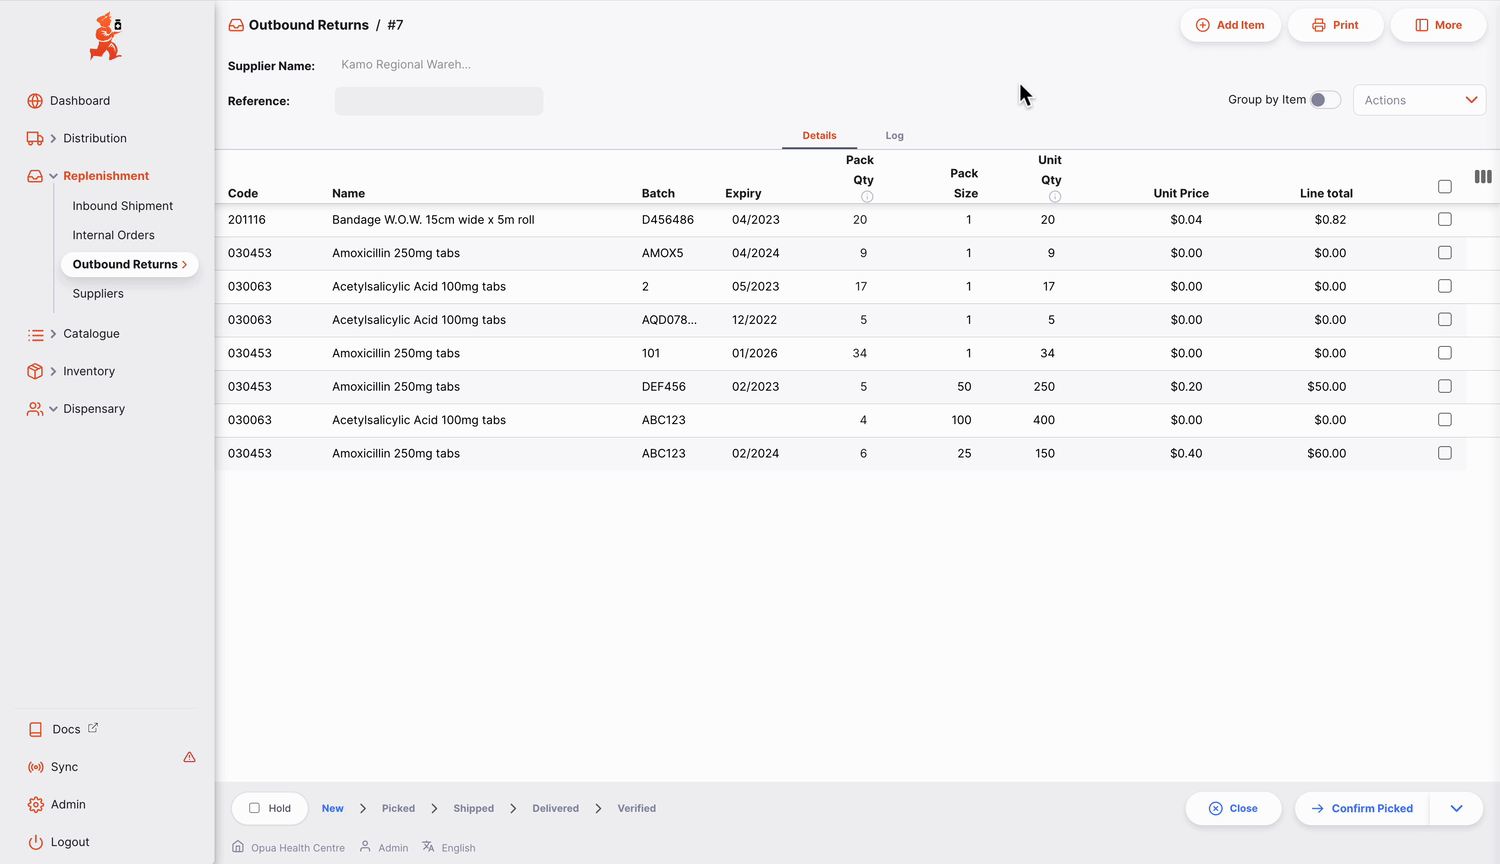 Outbound Returns / #7
Add Item
Print
More
Supplier Name: Kamo Regional Wareh...
Reference:
Group by Item
Actions
Details
Log
Dashboard
Distribution
Replenishment
Inbound Shipment
Internal Orders
Outbound Returns
Suppliers
Catalogue
Inventory
Dispensary
Docs
Sync
Admin
Logout
Code Name Batch Expiry Pack Qty Pack Size Unit Qty Unit Price Line total
201116 Bandage W.O.W. 15cm wide x 5m roll D456486 04/2023 20 1 20 $0.04 $0.82
030453 Amoxicillin 250mg tabs AMOX5 04/2024 9 1 9 $0.00 $0.00
030063 Acetylsalicylic Acid 100mg tabs 2 05/2023 17 1 17 $0.00 $0.00
030063 Acetylsalicylic Acid 100mg tabs AQD078... 12/2022 5 1 5 $0.00 $0.00
030453 Amoxicillin 250mg tabs 101 01/2026 34 1 34 $0.00 $0.00
030453 Amoxicillin 250mg tabs DEF456 02/2023 5 50 250 $0.20 $50.00
030063 Acetylsalicylic Acid 100mg tabs ABC123 4 100 400 $0.00 $0.00
030453 Amoxicillin 250mg tabs ABC123 02/2024 6 25 150 $0.40 $60.00
Hold
New
Picked
Shipped
Delivered
Verified
Close
Confirm Picked
Opua Health Centre
Admin
English